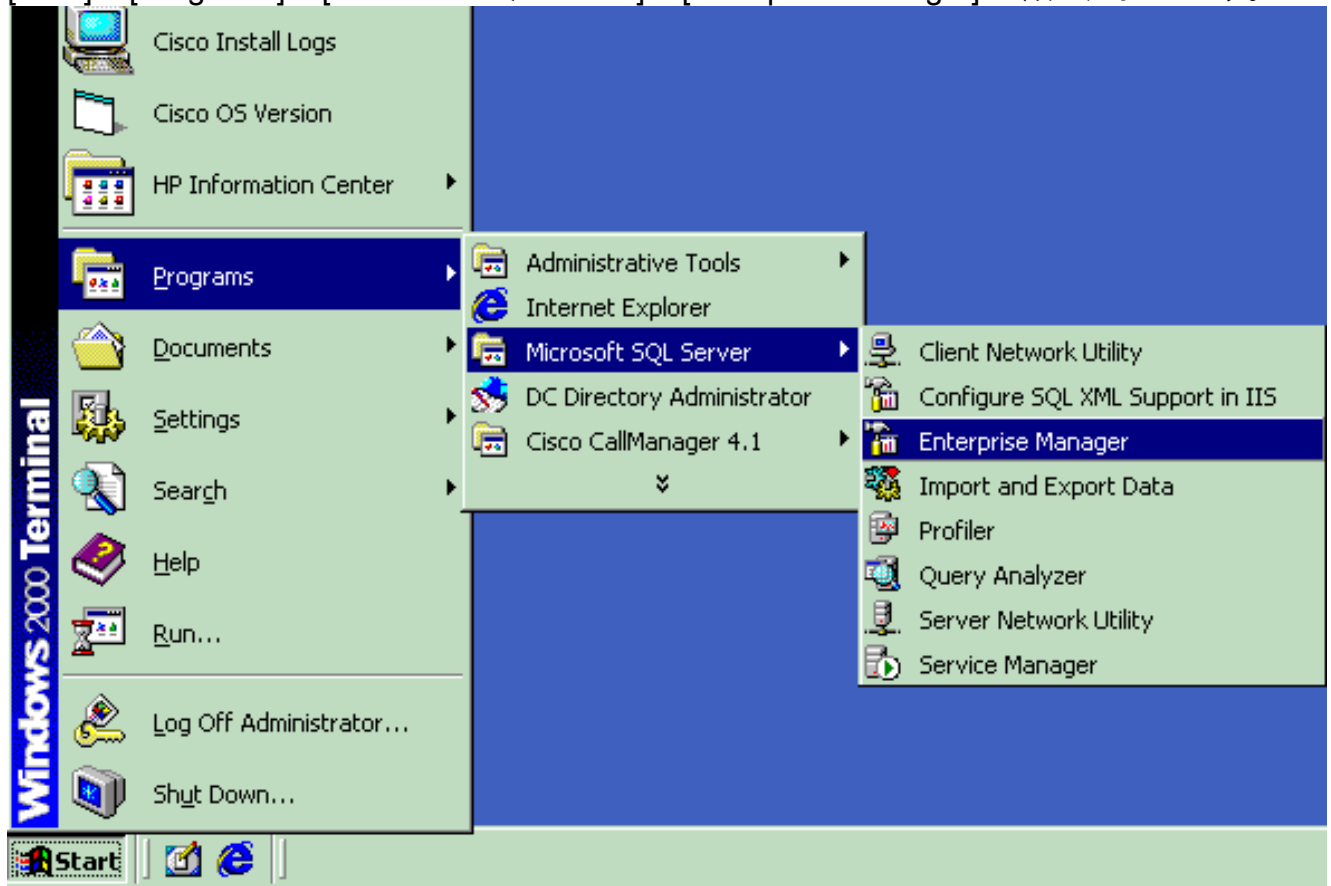 Cisco Install Logs
Cisco OS Version
HP Information Center
Programs
Documents
Settings
Search
Help
Run...
Log Off Administrator...
Shut Down...
Windows 2000 Terminal
Administrative Tools
Internet Explorer
Microsoft SQL Server
DC Directory Administrator
Cisco CallManager 4.1
Client Network Utility
Configure SQL XML Support in IIS
Enterprise Manager
Import and Export Data
Profiler
Query Analyzer
Server Network Utility
Service Manager
Start